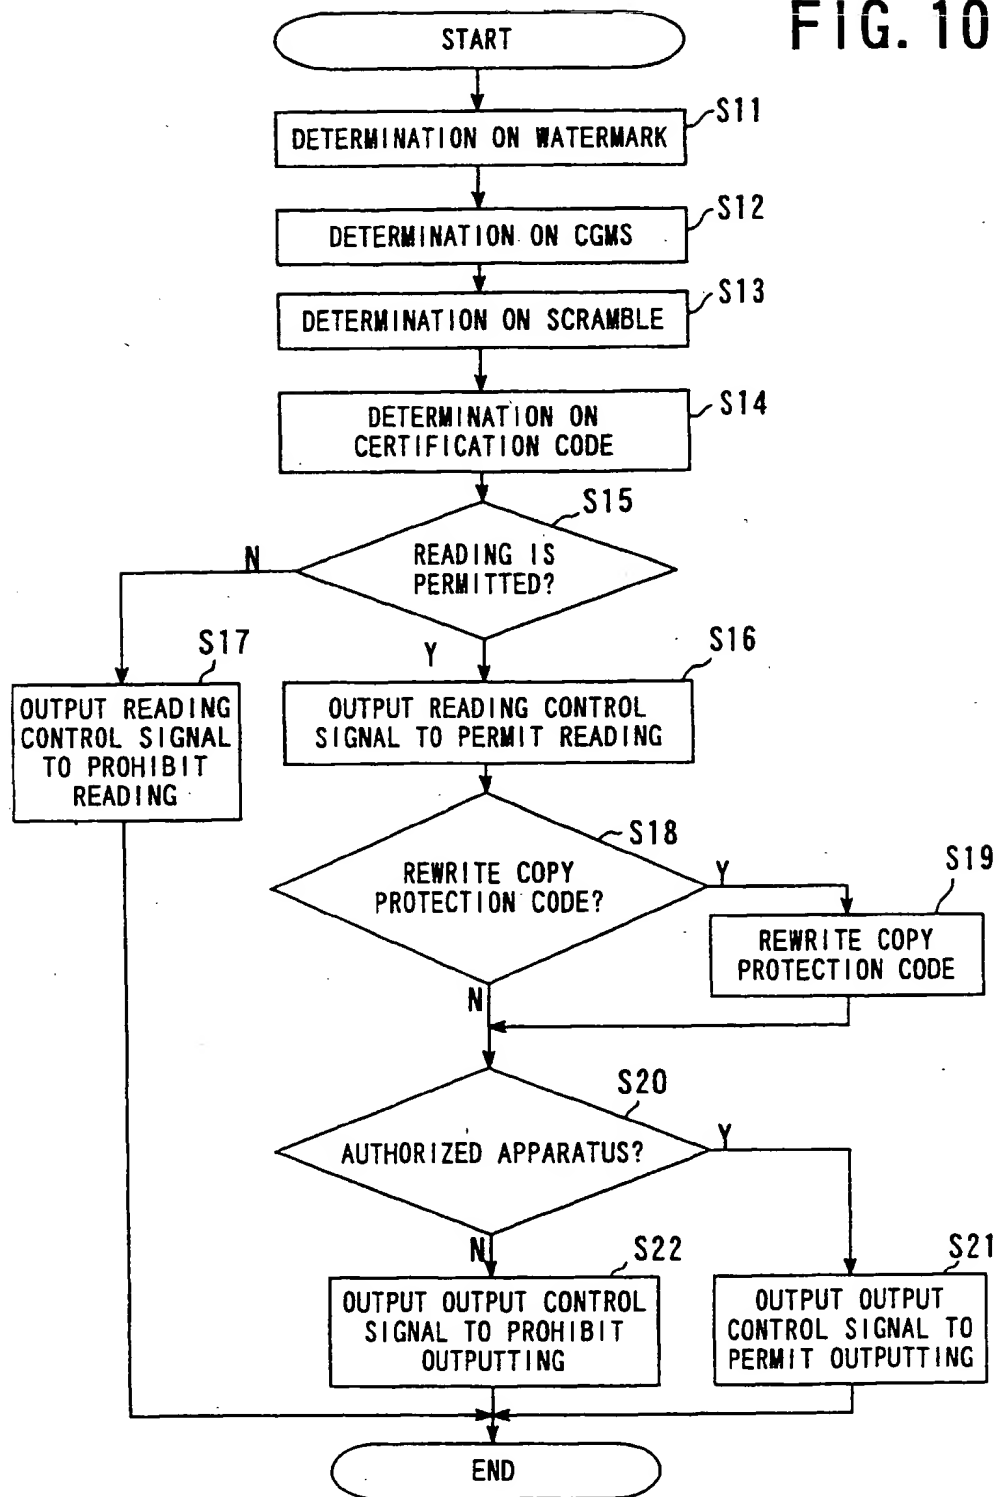 FIG. 10
START
S11
DETERMINATION ON WATERMARK
S12
DETERMINATION ON CGMS
S13
DETERMINATION ON SCRAMBLE
S14
DETERMINATION ON
CERTIFICATION CODE
S15
N
READING IS
PERMITTED?
Y
S17
OUTPUT READING
CONTROL SIGNAL
TO PROHIBIT
READING
S16
OUTPUT READING CONTROL
SIGNAL TO PERMIT READING
S18
REWRITE COPY
PROTECTION CODE?
Y
S19
REWRITE COPY
PROTECTION CODE
N
S20
AUTHORIZED APPARATUS?
Y
N
S22
OUTPUT OUTPUT CONTROL
SIGNAL TO PROHIBIT
OUTPUTTING
S21
OUTPUT OUTPUT
CONTROL SIGNAL TO
PERMIT OUTPUTTING
END